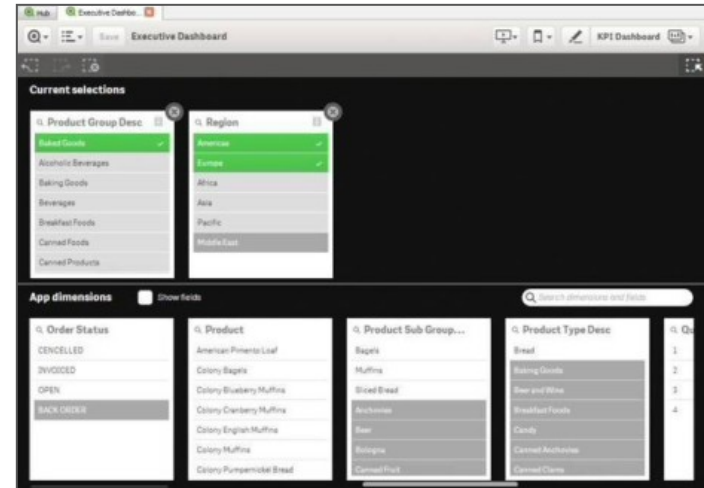 Hub
Executive Dashbo...
Save
Executive Dashboard
KPI Dashboard
Current selections
Product Group Desc
Baked Goods
Alcoholic Beverages
Baking Goods
Beverages
Breakfast Foods
Canned Foods
Canned Products
Region
Americas
Europe
Africa
Asia
Pacific
Middle East
App dimensions
Show fields
Search dimensions and fields
Order Status
CENCELLED
INVOICED
OPEN
BACK ORDER
Product
American Pimento Loaf
Colony Bagels
Colony Blueberry Muffins
Colony Cranberry Muffins
Colony English Muffins
Colony Muffins
Colony Pumpernickel Bread
Product Sub Group...
Bagels
Muffins
Sliced Bread
Anchovies
Beer
Bologna
Canned Fruit
Product Type Desc
Bread
Baking Goods
Beer and Wine
Breakfast Foods
Candy
Canned Anchovies
Canned Clams
Qu
1
2
3
4